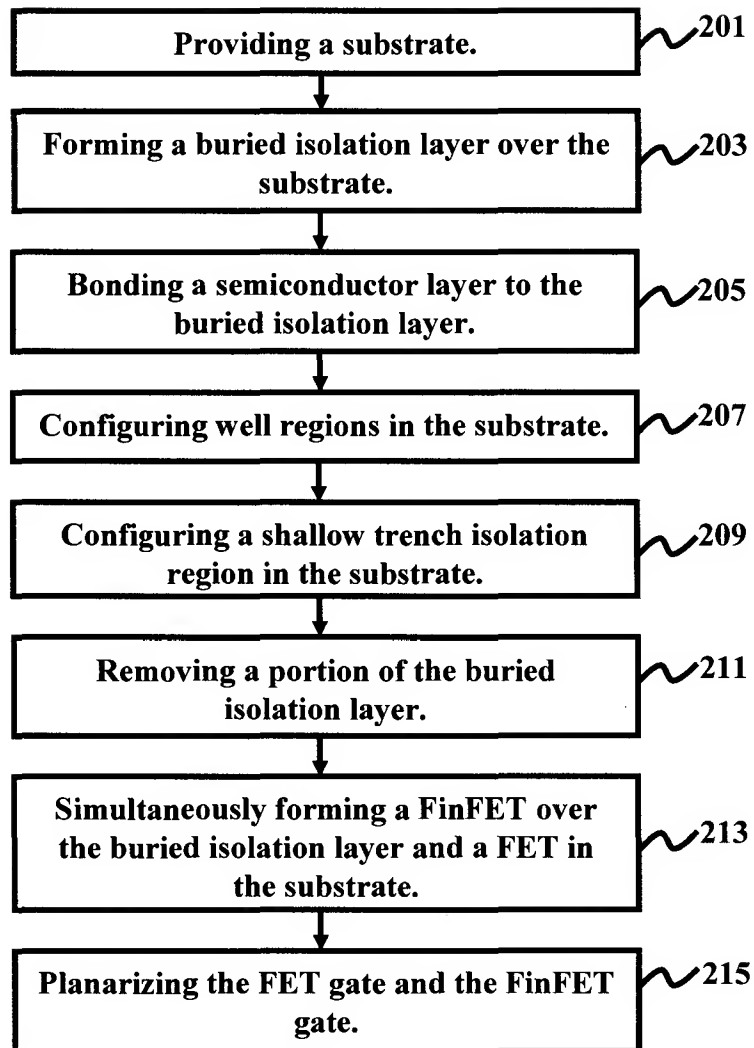 Providing a substrate.
201
Forming a buried isolation layer over the
substrate.
203
Bonding a semiconductor layer to the
buried isolation layer.
205
Configuring well regions in the substrate.
207
Configuring a shallow trench isolation
region in the substrate.
209
Removing a portion of the buried
isolation layer.
211
Simultaneously forming a FinFET over
the buried isolation layer and a FET in
the substrate.
213
Planarizing the FET gate and the FinFET
gate.
215